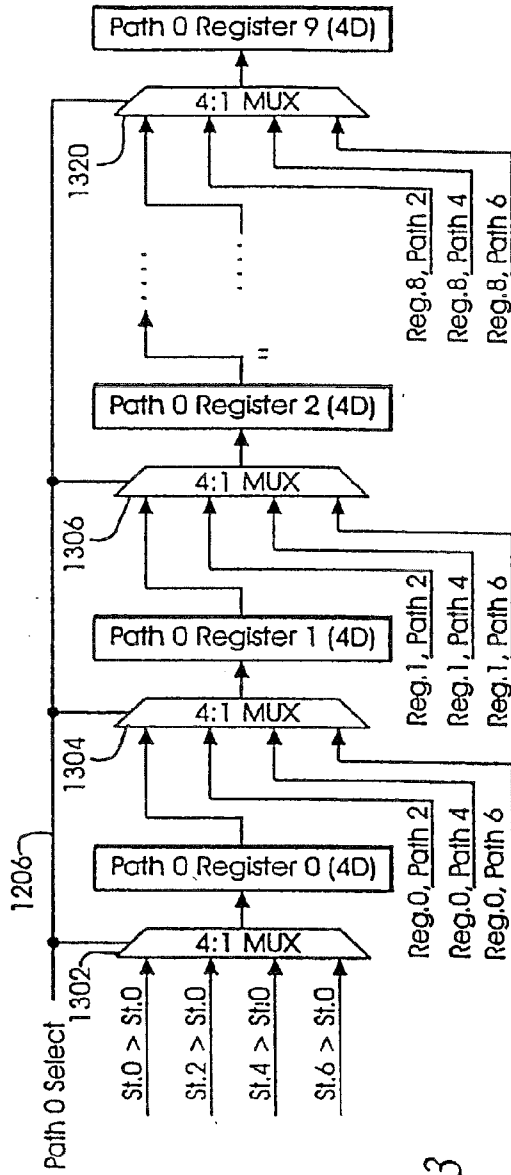 Path 0 Select
1206
1302
St.0 > St.0
St.2 > St.0
St.4 > St.0
St.6 > St.0
4:1 MUX
Path 0 Register 0 (4D)
Reg.0, Path 2
Reg.0, Path 4
Reg.0, Path 6
1304
4:1 MUX
Path 0 Register 1 (4D)
Reg.1, Path 2
Reg.1, Path 4
Reg.1, Path 6
1306
4:1 MUX
Path 0 Register 2 (4D)
Reg.8, Path 2
Reg.8, Path 4
Reg.8, Path 6
1320
4:1 MUX
Path 0 Register 9 (4D)
3